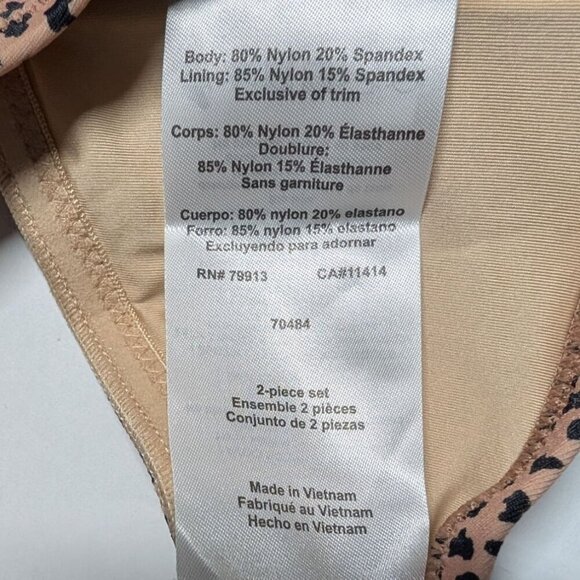 Body: 80% Nylon 20% Spandex
Lining: 85% Nylon 15% Spandex
Exclusive of trim
Corps: 80% Nylon 20% Élasthanne
Doublure;
85% Nylon 15% Élasthanne
Sans garniture
Cuerpo: 80% nylon 20% elastano
Forro: 85% nylon 15% elastano
Excluyendo para adornar
RN# 79913 CA#11414
70484
2-piece set
Ensemble 2 pièces
Conjunto de 2 piezas
Made in Vietnam
Fabriqué au Vietnam
Hecho en Vietnam